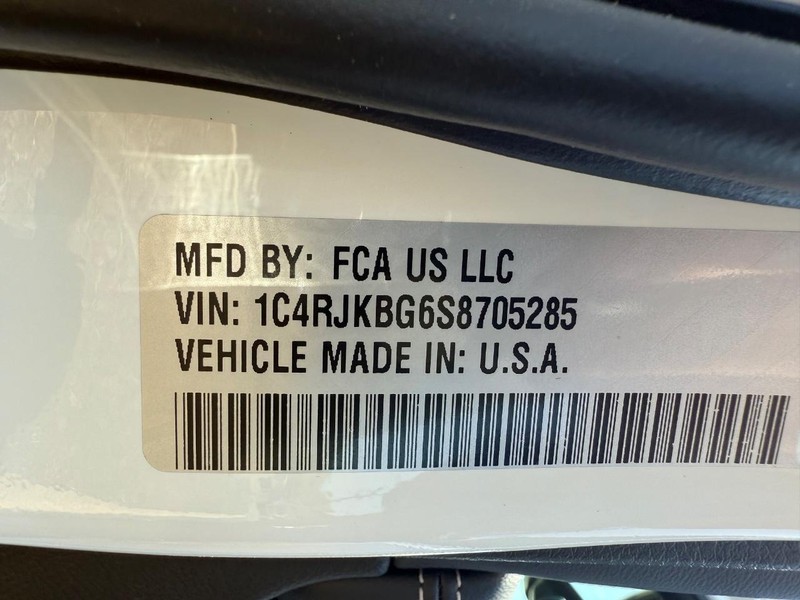 MFD BY: FCA US LLC
VIN: 1C4RJKBG6S8705285
VEHICLE MADE IN: U.S.A.